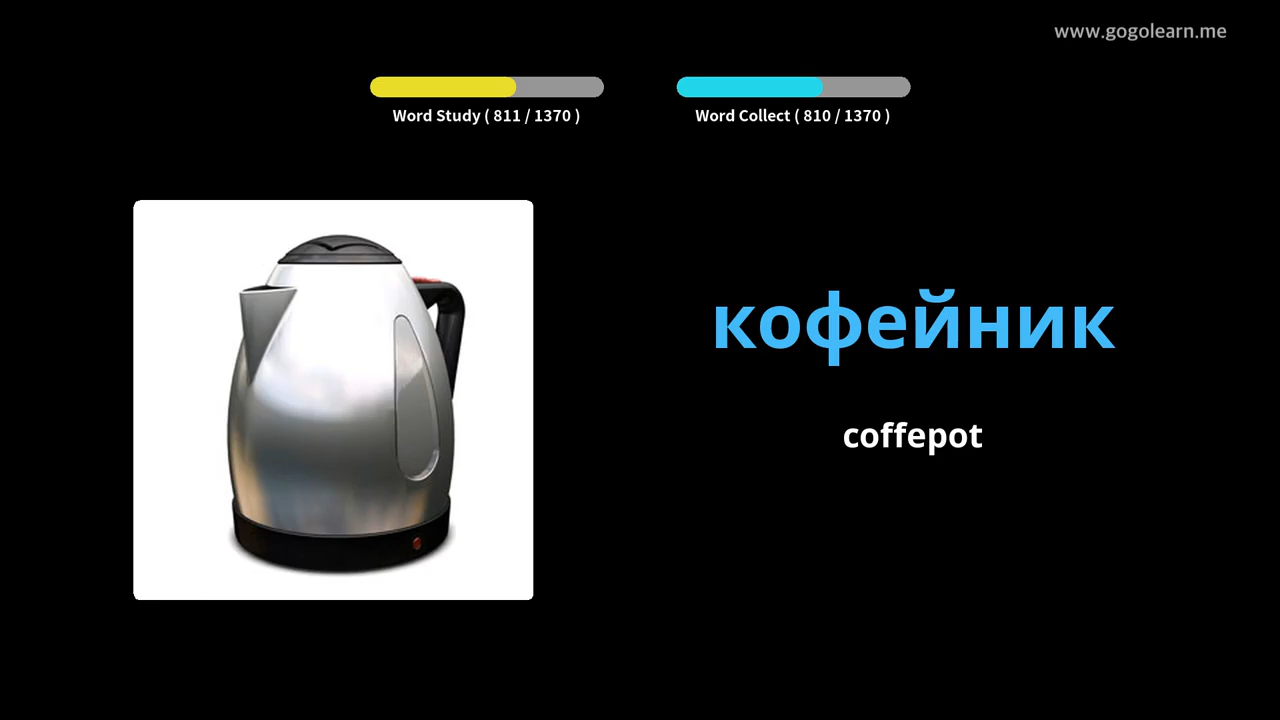 www.gogolearn.me
Word Study ( 811 / 1370 )
Word Collect ( 810 / 1370 )
кофейник
coffepot